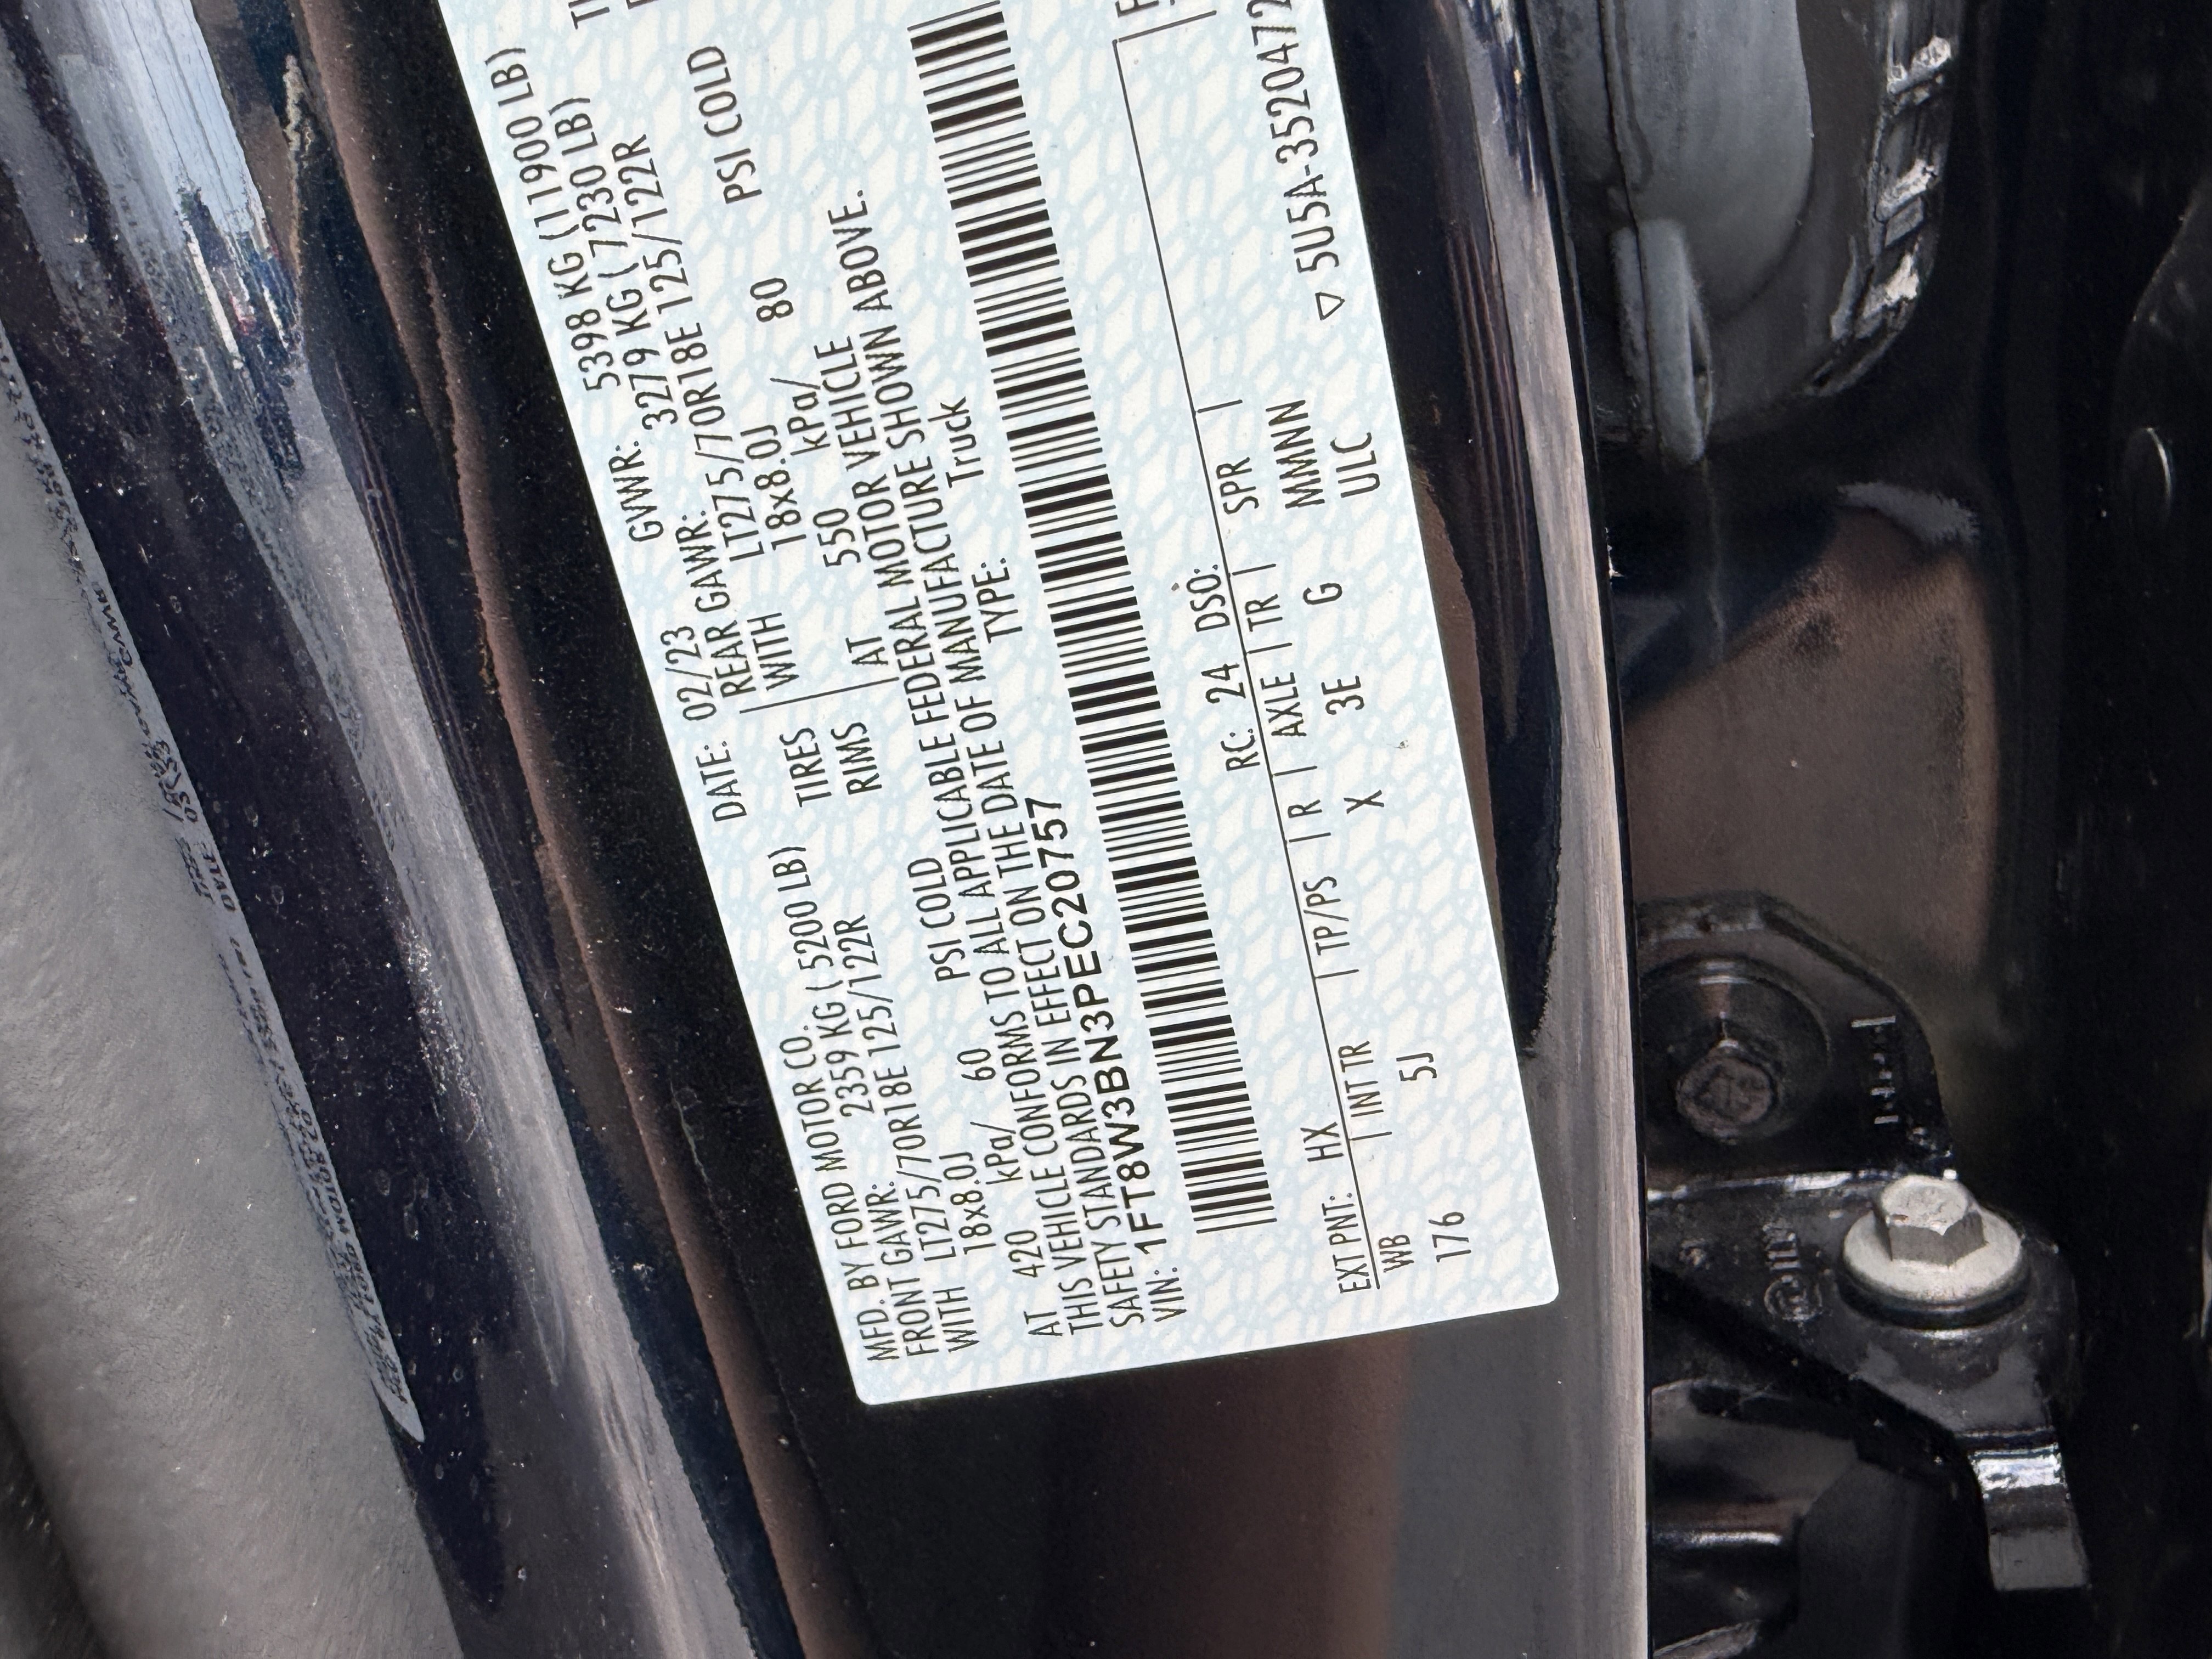 MFD. BY FORD MOTOR CO. DATE: 02/23 GVWR: 5398 KG (11900 LB)
FRONT GAWR: 2359 KG ( 5200 LB) REAR GAWR: 3279 KG ( 7230 LB)
WITH LT275/70R18E 125/122R TIRES WITH LT275/70R18E 125/122R
18x8.0J RIMS 18x8.0J
AT 420 kPa/ 60 PSI COLD AT 550 kPa/ 80 PSI COLD
THIS VEHICLE CONFORMS TO ALL APPLICABLE FEDERAL MOTOR VEHICLE
SAFETY STANDARDS IN EFFECT ON THE DATE OF MANUFACTURE SHOWN ABOVE.
VIN: 1FT8W3BN3PEC20757 TYPE: Truck
EXT PNT: HX RC: 24 DSO:
WB | INT TR | TP/PS | R | AXLE | TR | SPR |
176 5J X 3E G MMNN
ULC
▽ 5U5A-3520472